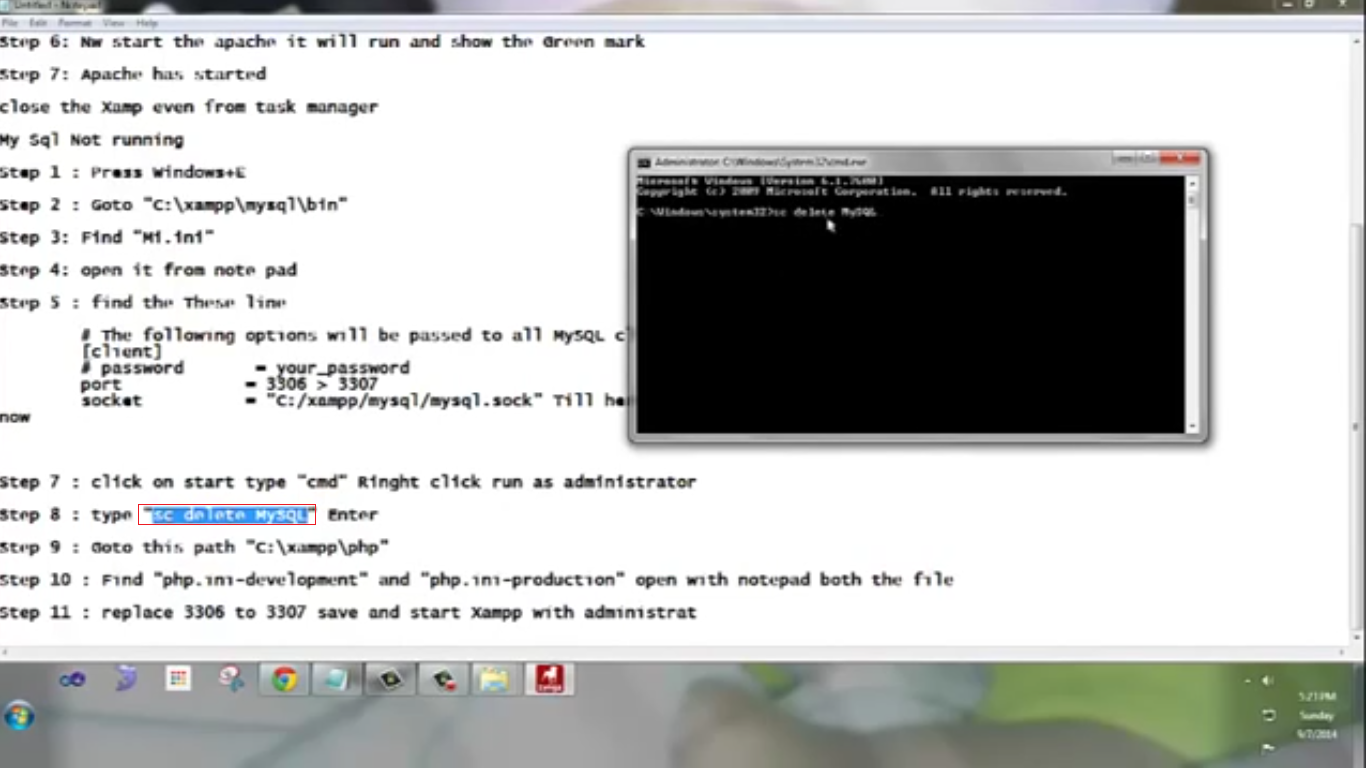 Untitled - Notepad
File Edit Format View Help
Step 6: Nw start the apache it will run and show the Green mark
Step 7: Apache has started
close the Xamp even from task manager
My Sql Not running
Step 1 : Press Windows+E
Step 2 : Goto "C:\xampp\mysql\bin"
Step 3: Find "Mi.ini"
Step 4: open it from note pad
Step 5 : find the These line
# The following options will be passed to all MySQL cl
[client]
# password = your_password
port = 3306 > 3307
socket = "C:/xampp/mysql/mysql.sock" Till he
now
Step 7 : click on start type "cmd" Ringht click run as administrator
Step 8 : type "sc delete MySQL" Enter
Step 9 : Goto this path "C:\xampp\php"
Step 10 : Find "php.ini-development" and "php.ini-production" open with notepad both the file
Step 11 : replace 3306 to 3307 save and start Xampp with administrat
Administrator: C:\Windows\System32\cmd.exe
Microsoft Windows [Version 6.1.7600]
Copyright (c) 2009 Microsoft Corporation. All rights reserved.
C:\Windows\system32>sc delete MySQL
5:21 PM
Sunday
9/7/2014